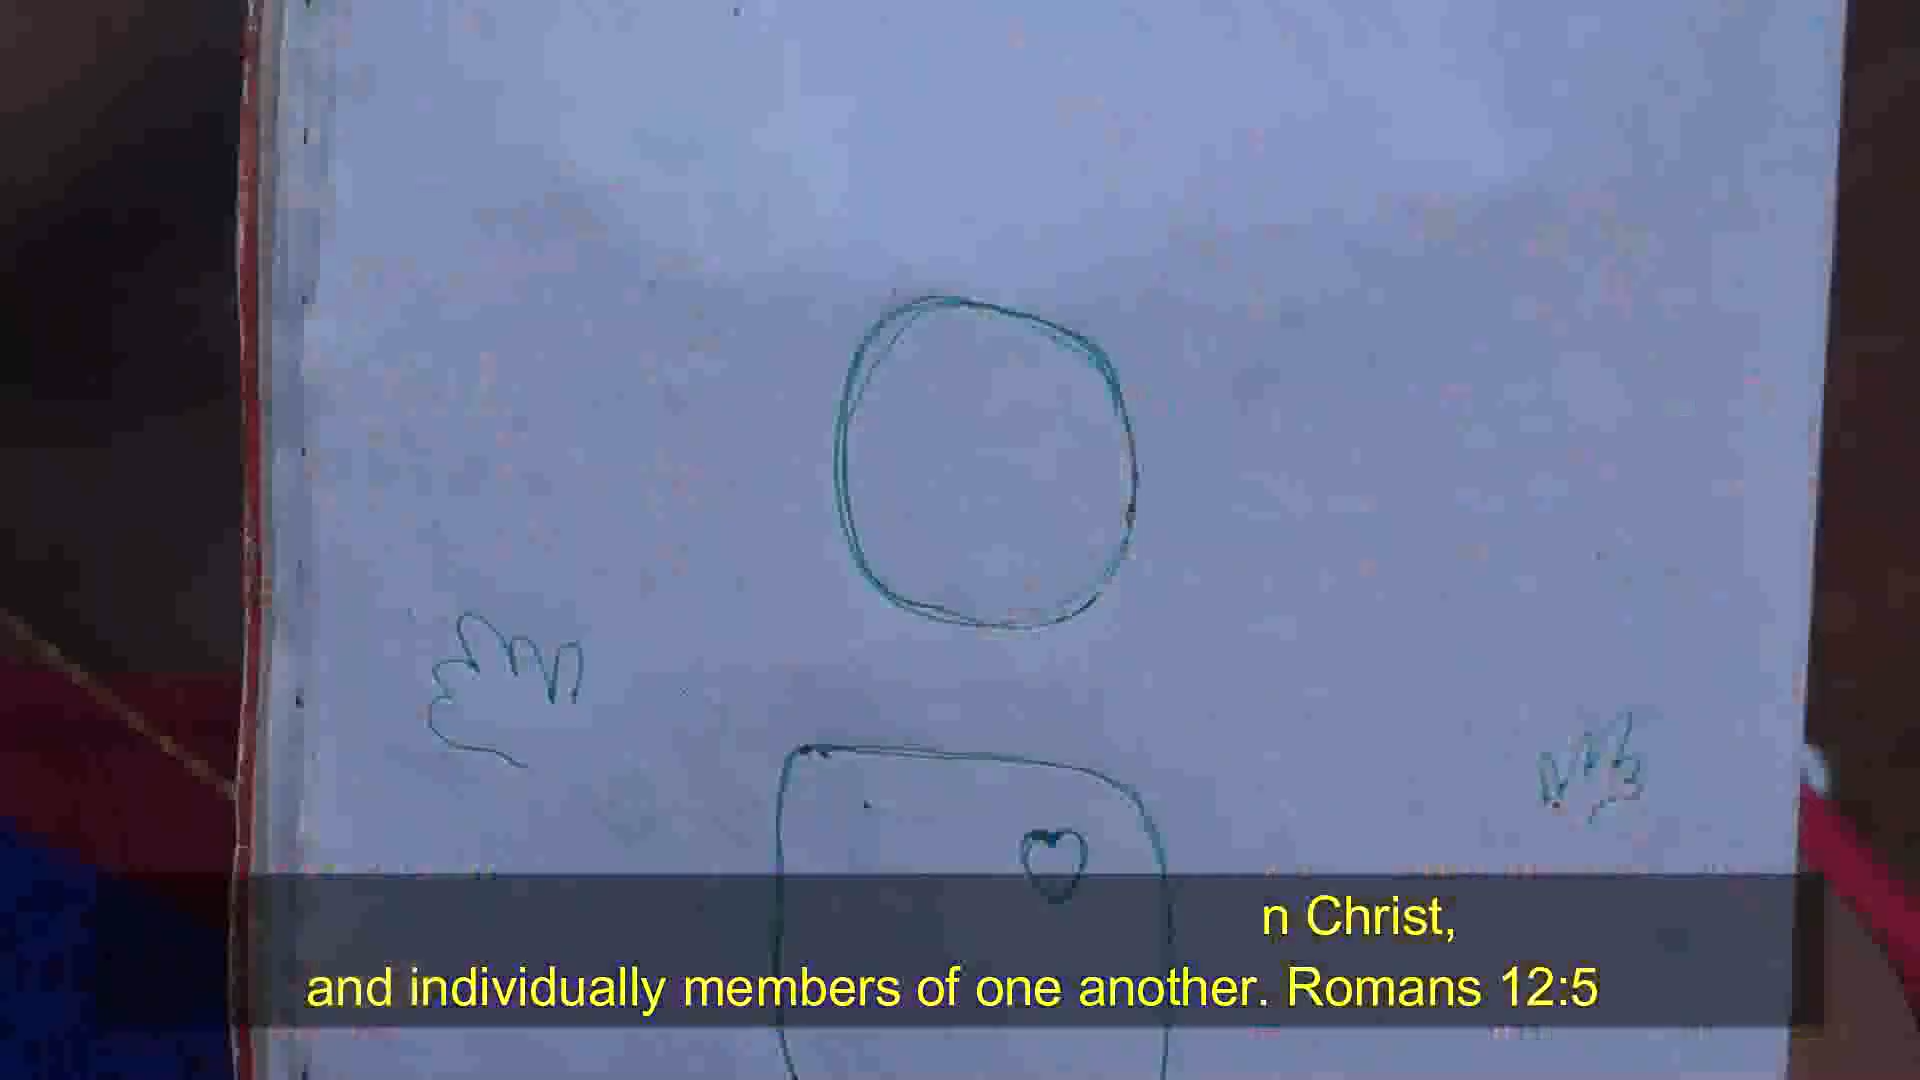 n Christ,
and individually members of one another. Romans 12:5